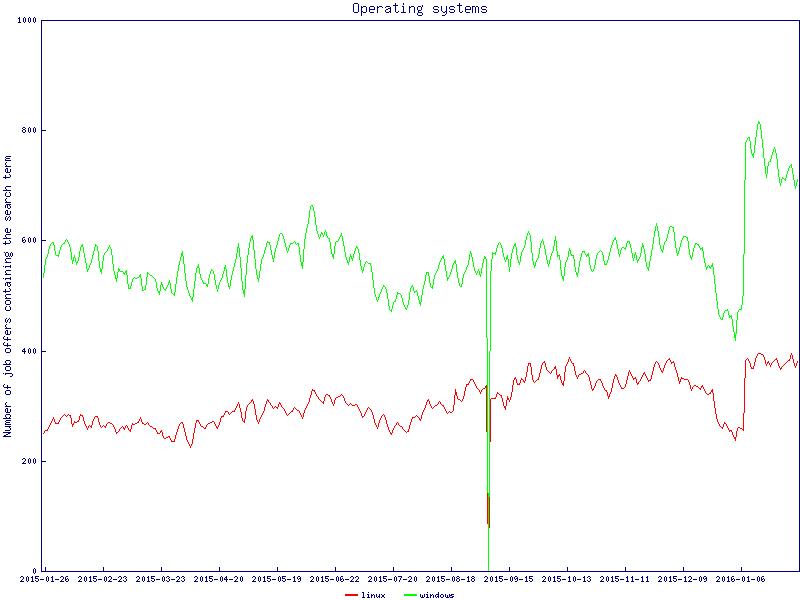 Operating systems
Number of job offers containing the search term
1000
800
600
400
200
0
2015-01-26 2015-02-23 2015-03-23 2015-04-20 2015-05-19 2015-06-22 2015-07-20 2015-08-18 2015-09-15 2015-10-13 2015-11-11 2015-12-09 2016-01-06
linux windows